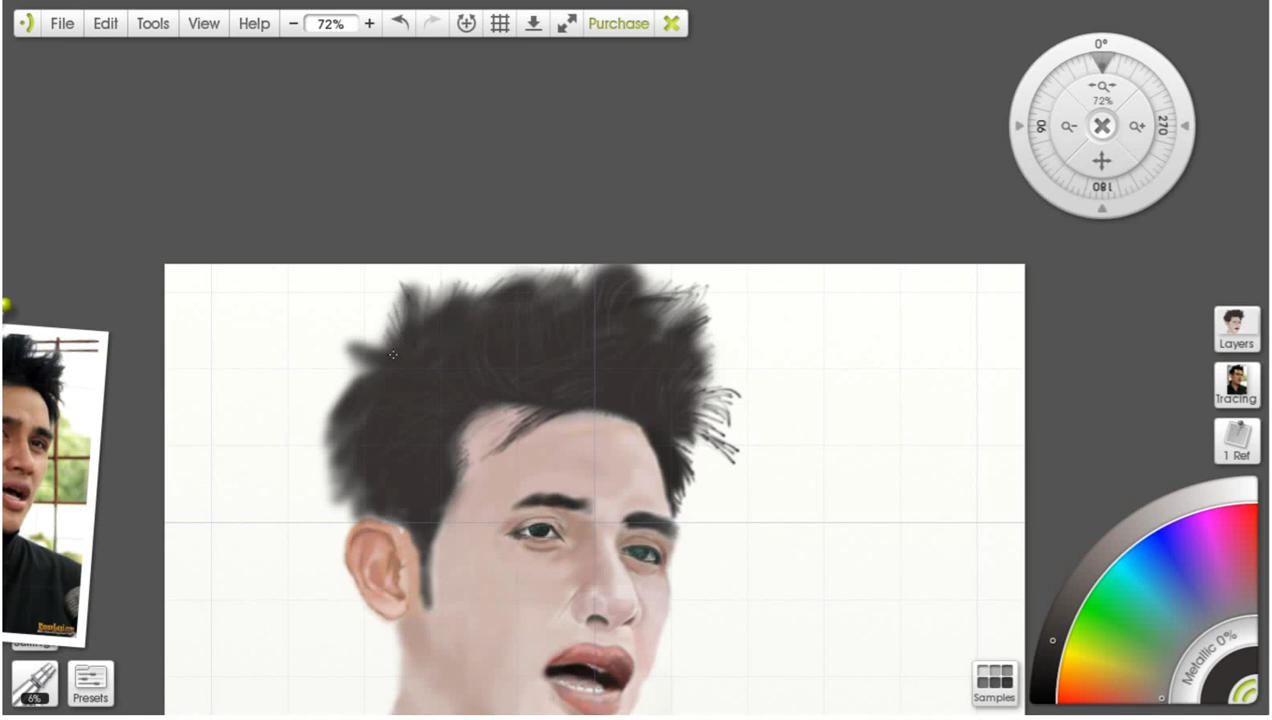 File Edit Tools View Help − 72% + Purchase
0°
72%
90
270
180
Layers
Tracing
1 Ref
Metallic 0%
6%
Presets
Samples